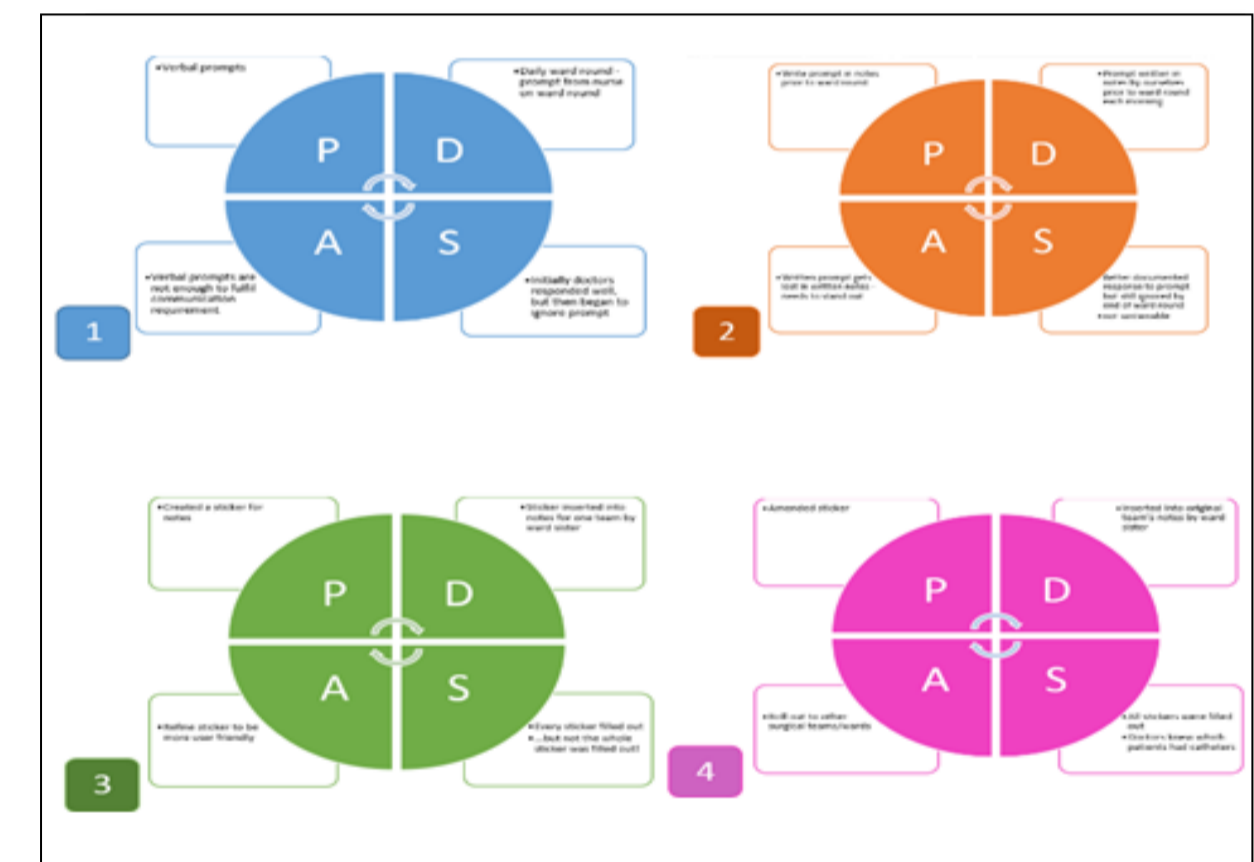 •Verbal prompts
•Daily ward round -
prompt from nurse
on ward round
P D
A S
•Verbal prompts are
not enough to fulfil
communication
requirement.
•Initially doctors
responded well,
but then began to
ignore prompt
1
•Write prompt in notes
prior to ward round
•Prompt written in
notes by ourselves
prior to ward round
each morning
P D
A S
•Written prompt gets
lost in written notes -
needs to stand out
Better documented
response to prompt
but still ignored by
end of ward round
•not sustainable
2
•Created a sticker for
notes
•Sticker inserted into
notes for one team by
ward sister
P D
A S
•Refine sticker to be
more user friendly
•Every sticker filled out
•...but not the whole
sticker was filled out!
3
•Amended sticker
•Inserted into original
team's notes by ward
sister
P D
A S
•Roll out to other
surgical teams/wards
•All stickers were filled
out
•Doctors knew which
patients had catheters
4